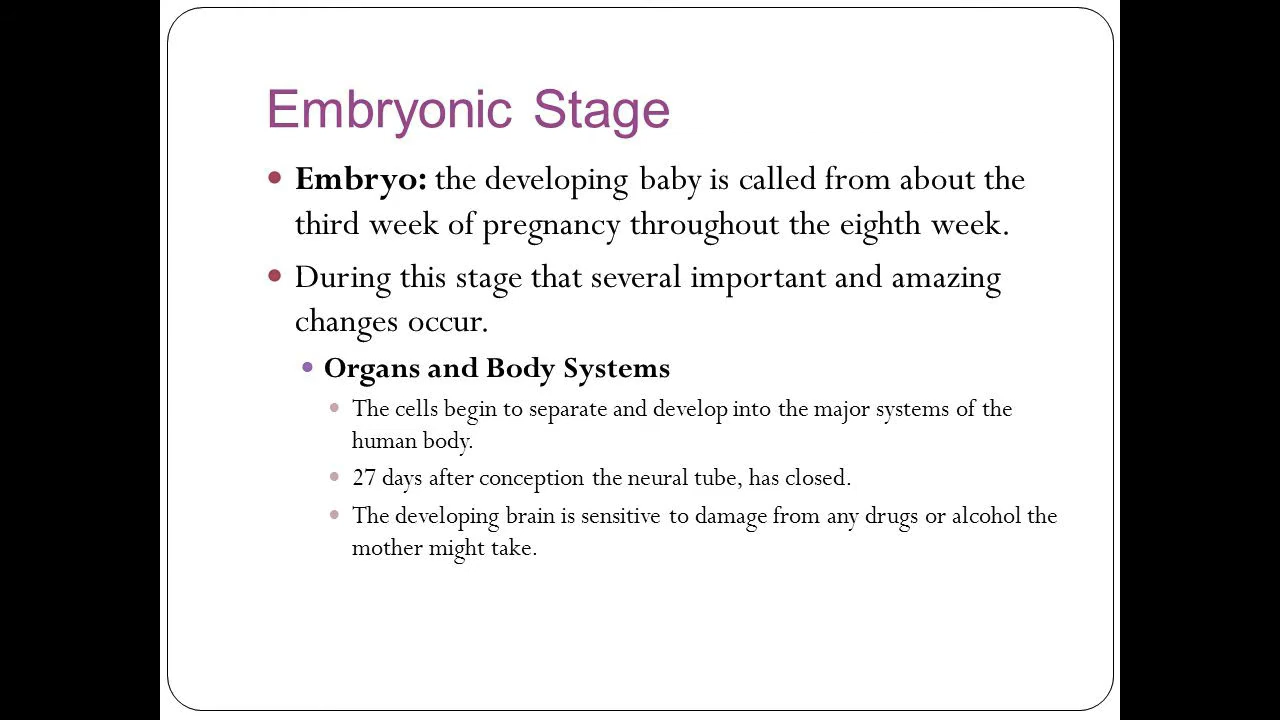 Embryonic Stage
Embryo: the developing baby is called from about the
third week of pregnancy throughout the eighth week.
During this stage that several important and amazing
changes occur.
Organs and Body Systems
The cells begin to separate and develop into the major systems of the
human body.
27 days after conception the neural tube, has closed.
The developing brain is sensitive to damage from any drugs or alcohol the
mother might take.